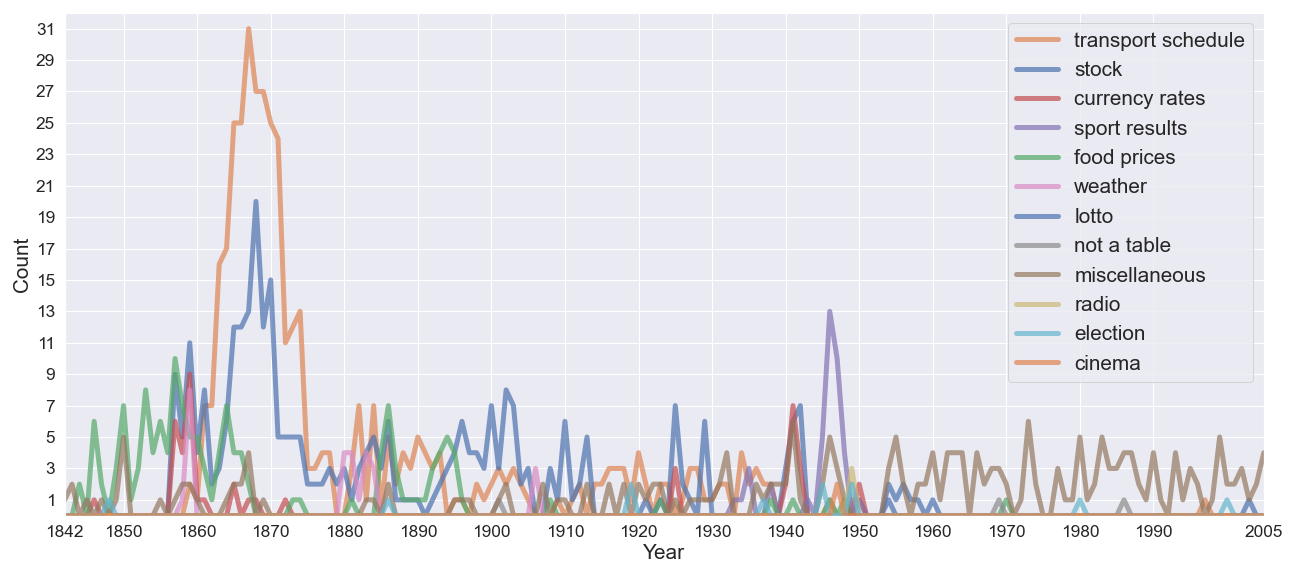 Count
31
29
27
25
23
21
19
17
15
13
11
9
7
5
3
1
1842
1850
1860
1870
1880
1890
1900
1910
1920
1930
1940
1950
1960
1970
1980
1990
2005
Year
transport schedule
stock
currency rates
sport results
food prices
weather
lotto
not a table
miscellaneous
radio
election
cinema